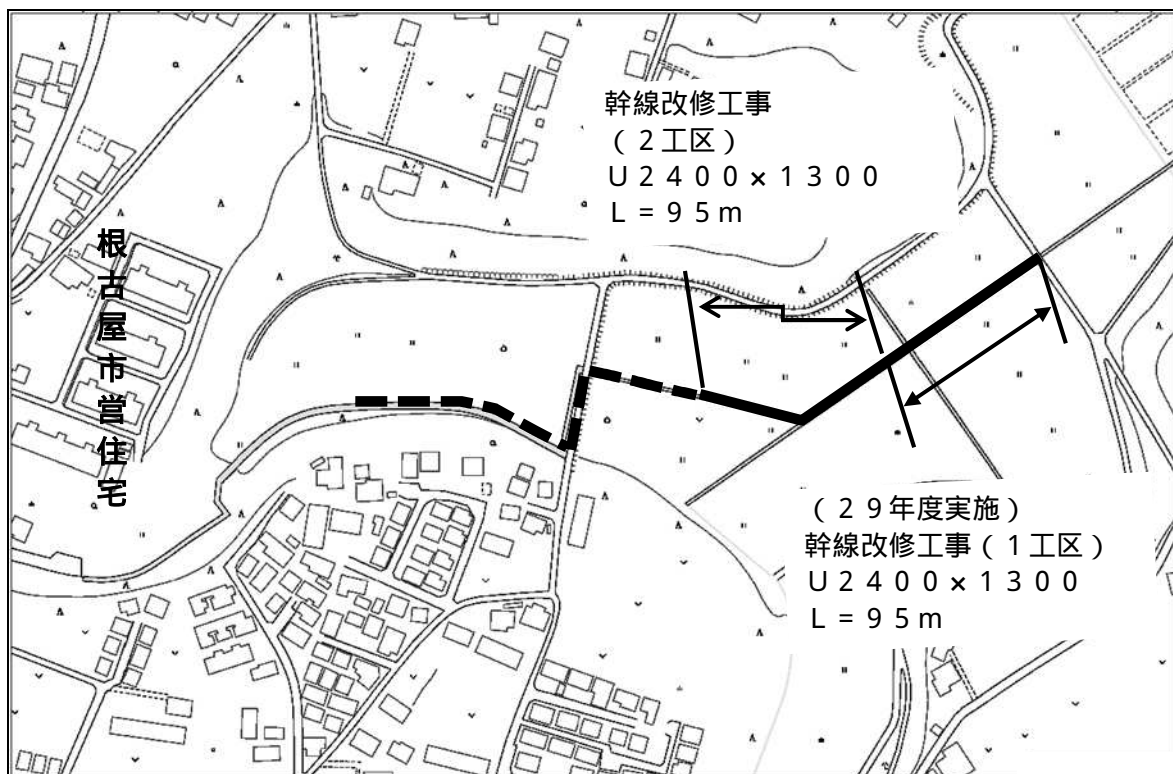 幹線改修工事
（２工区）
Ｕ２４００×１３００
Ｌ＝９５ｍ
根古屋市営住宅
（２９年度実施）
幹線改修工事（１工区）
Ｕ２４００×１３００
Ｌ＝９５ｍ